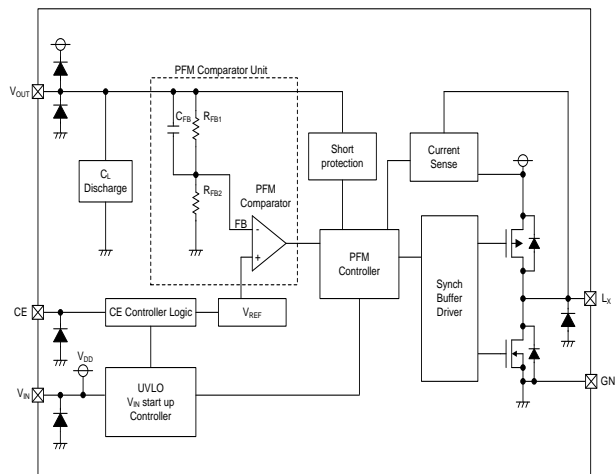 PFM Comparator Unit
VOUT
CFB
RFB1
Short
protection
Current
Sense
CL
Discharge
RFB2
PFM
Comparator
FB
-
+
PFM
Controller
Synch
Buffer
Driver
LX
CE
CE Controller Logic
VREF
VDD
VIN
UVLO
VIN start up
Controller
GN